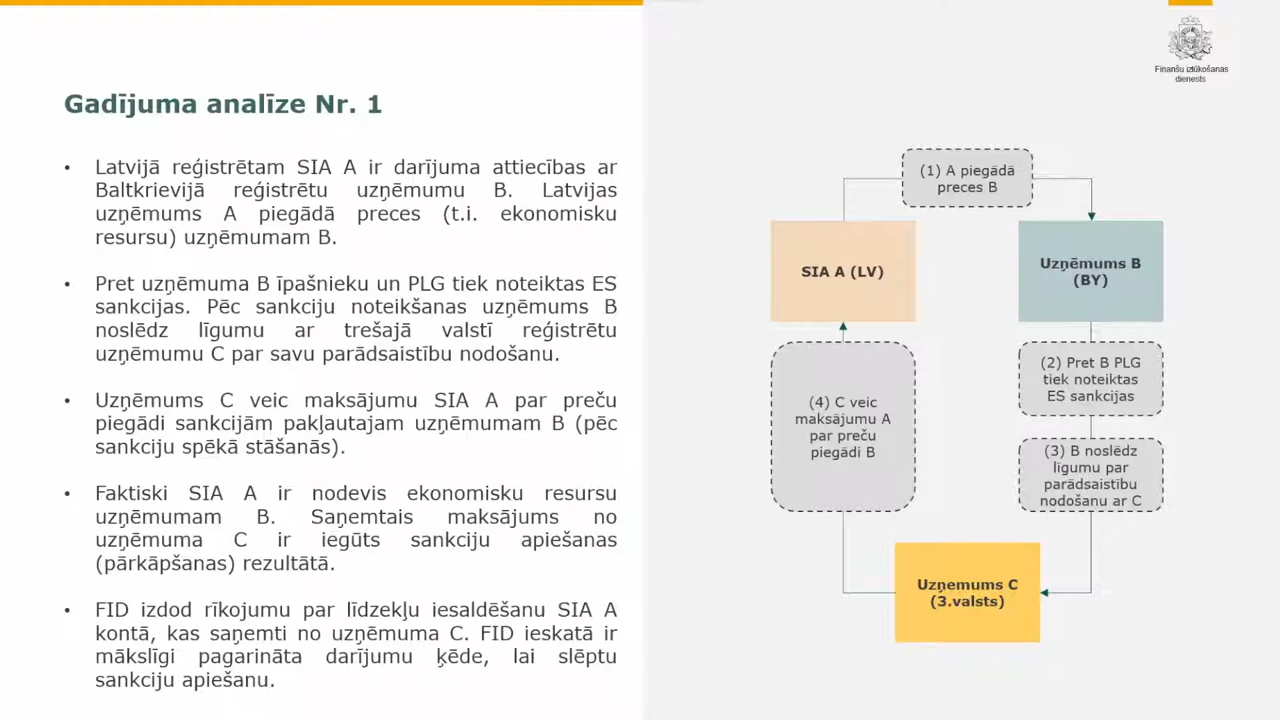 Finanšu izlūkošanas
dienests
Gadījuma analīze Nr. 1
• Latvijā reģistrētam SIA A ir darījuma attiecības ar
Baltkrievijā reģistrētu uzņēmumu B. Latvijas
uzņēmums A piegādā preces (t.i. ekonomisku
resursu) uzņēmumam B.
• Pret uzņēmuma B īpašnieku un PLG tiek noteiktas ES
sankcijas. Pēc sankciju noteikšanas uzņēmums B
noslēdz līgumu ar trešajā valstī reģistrētu
uzņēmumu C par savu parādsaistību nodošanu.
• Uzņēmums C veic maksājumu SIA A par preču
piegādi sankcijām pakļautajam uzņēmumam B (pēc
sankciju spēkā stāšanās).
• Faktiski SIA A ir nodevis ekonomisku resursu
uzņēmumam B. Saņemtais maksājums no
uzņēmuma C ir iegūts sankciju apiešanas
(pārkāpšanas) rezultātā.
• FID izdod rīkojumu par līdzekļu iesaldēšanu SIA A
kontā, kas saņemti no uzņēmuma C. FID ieskatā ir
mākslīgi pagarināta darījumu ķēde, lai slēptu
sankciju apiešanu.
(1) A piegādā
preces B
SIA A (LV)
Uzņēmums B
(BY)
(2) Pret B PLG
tiek noteiktas
ES sankcijas
(3) B noslēdz
līgumu par
parādsaistību
nodošanu ar C
(4) C veic
maksājumu A
par preču
piegādi B
Uzņemums C
(3.valsts)